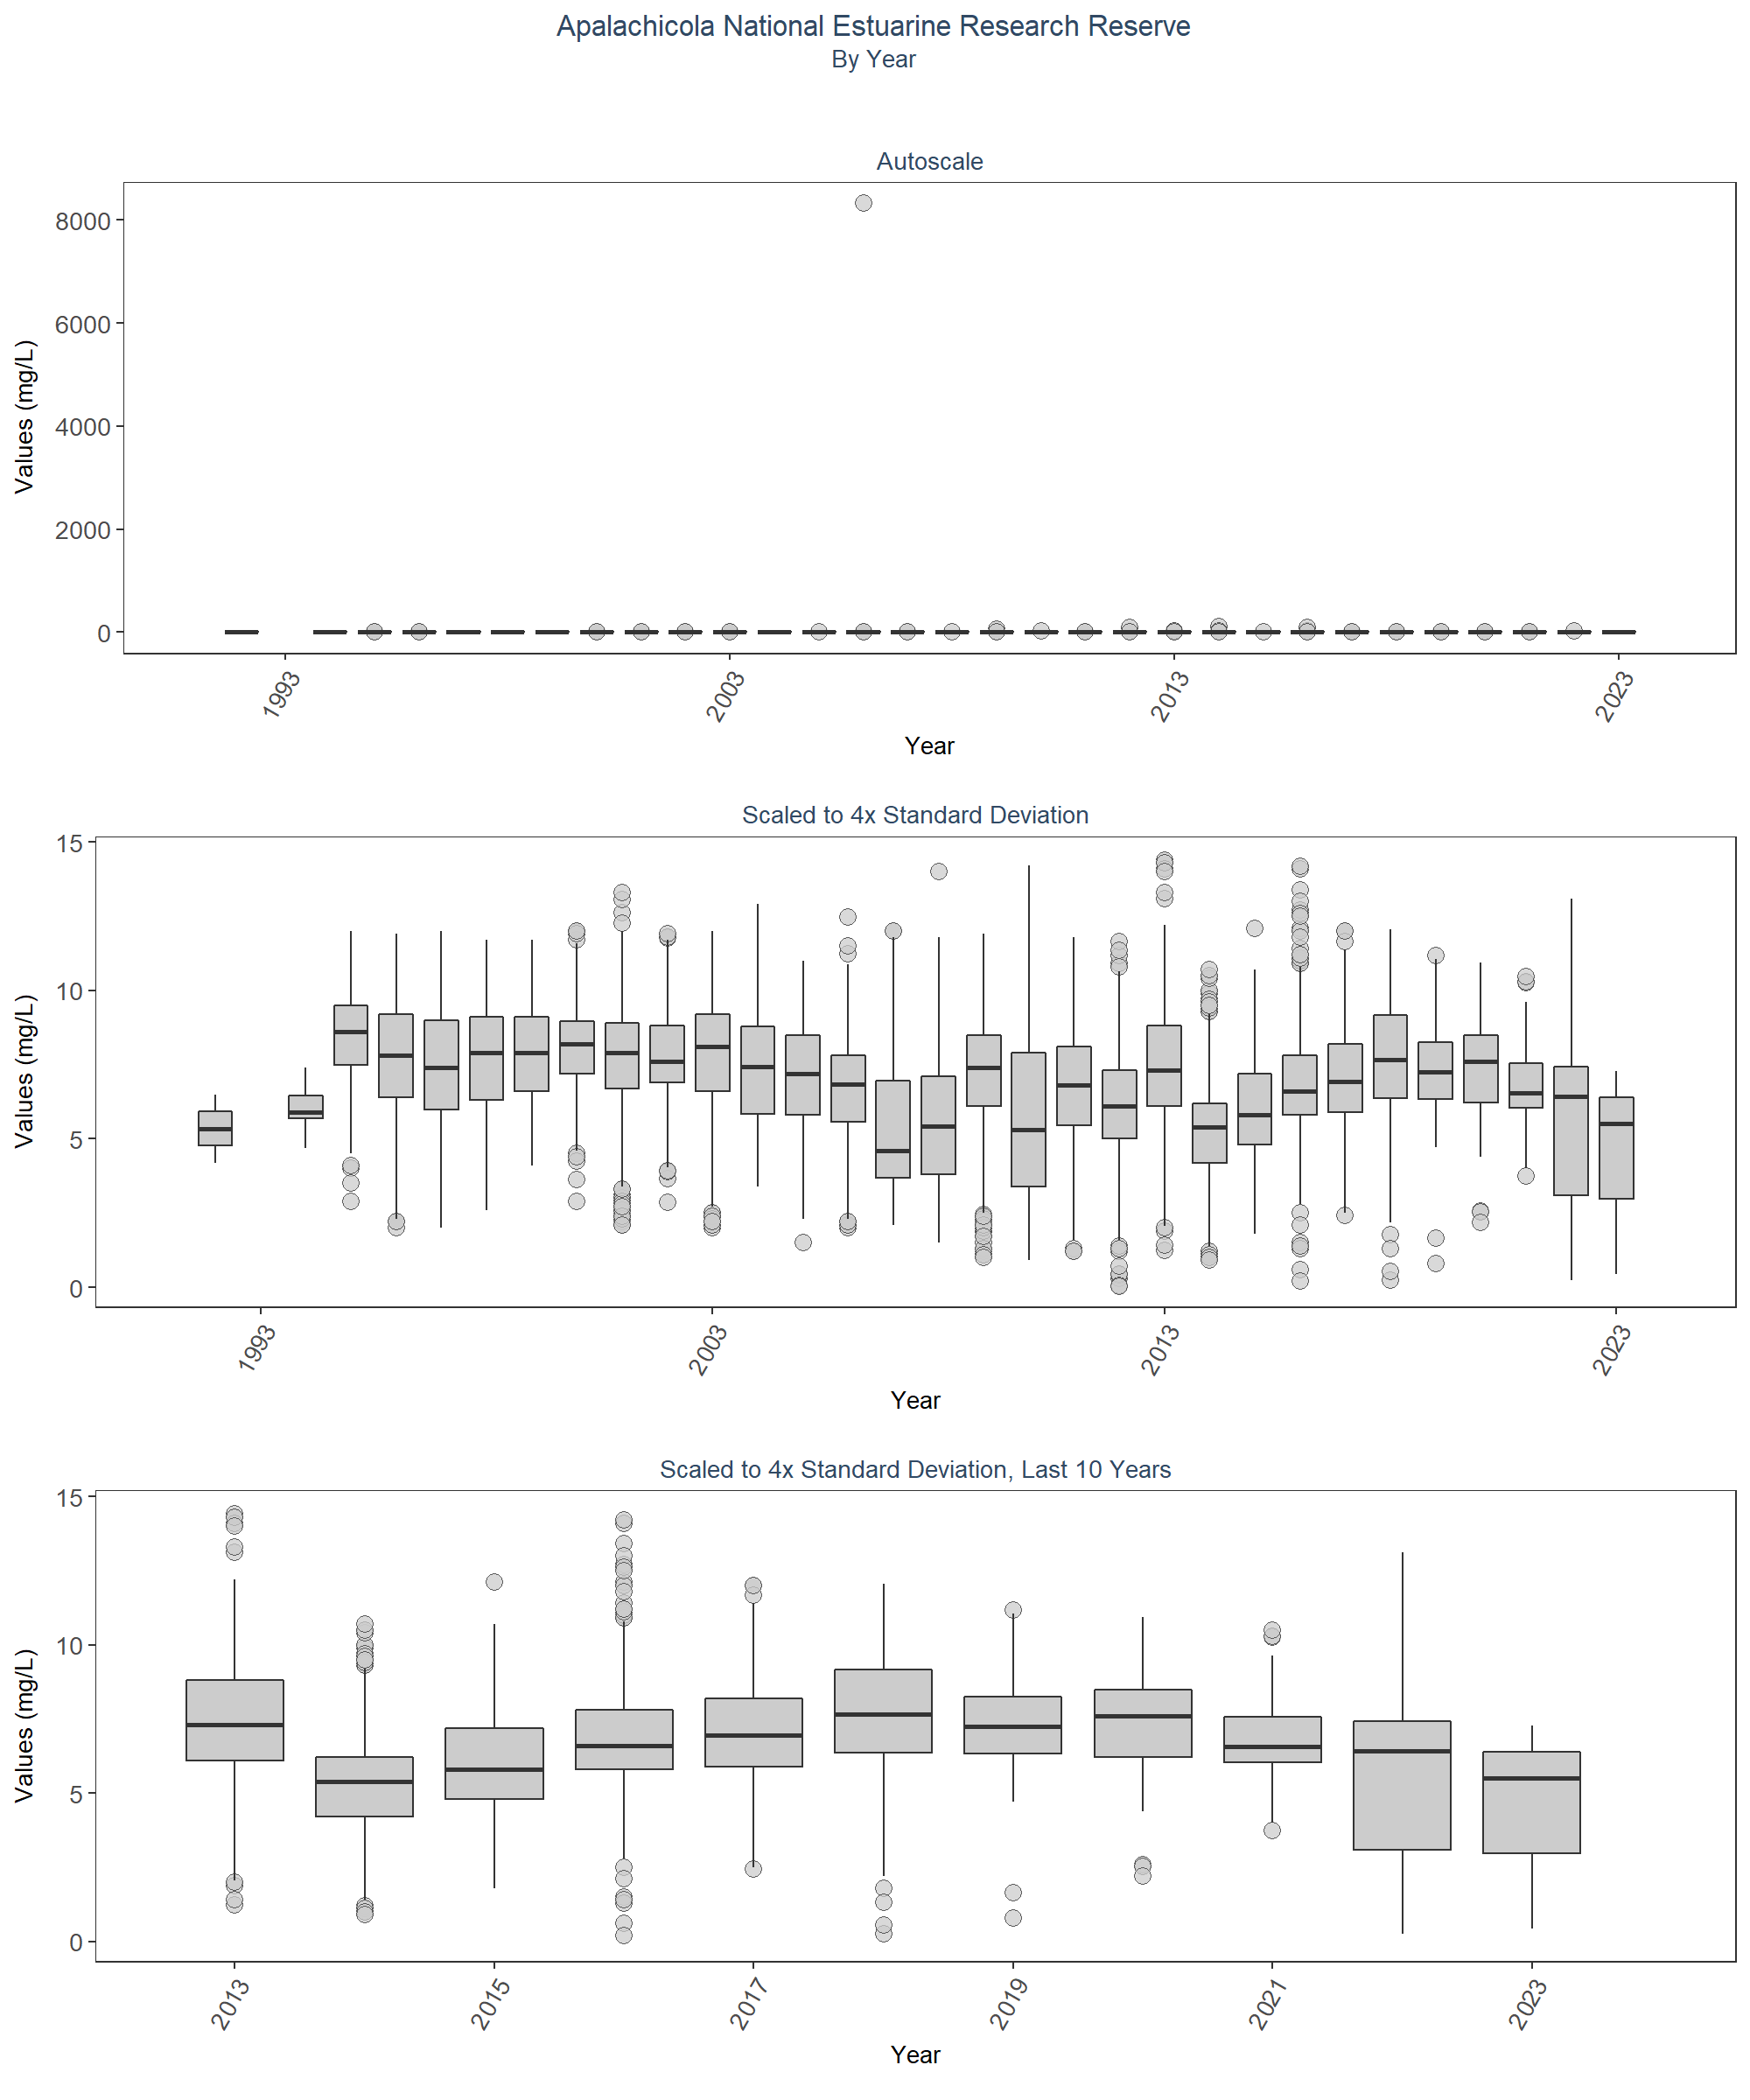 Apalachicola National Estuarine Research Reserve
By Year
Autoscale
Values (mg/L)
8000
6000
4000
2000
0
1993 2003 2013 2023
Year
Scaled to 4x Standard Deviation
Values (mg/L)
15
10
5
0
1993 2003 2013 2023
Year
Scaled to 4x Standard Deviation, Last 10 Years
Values (mg/L)
15
10
5
0
2013 2015 2017 2019 2021 2023
Year